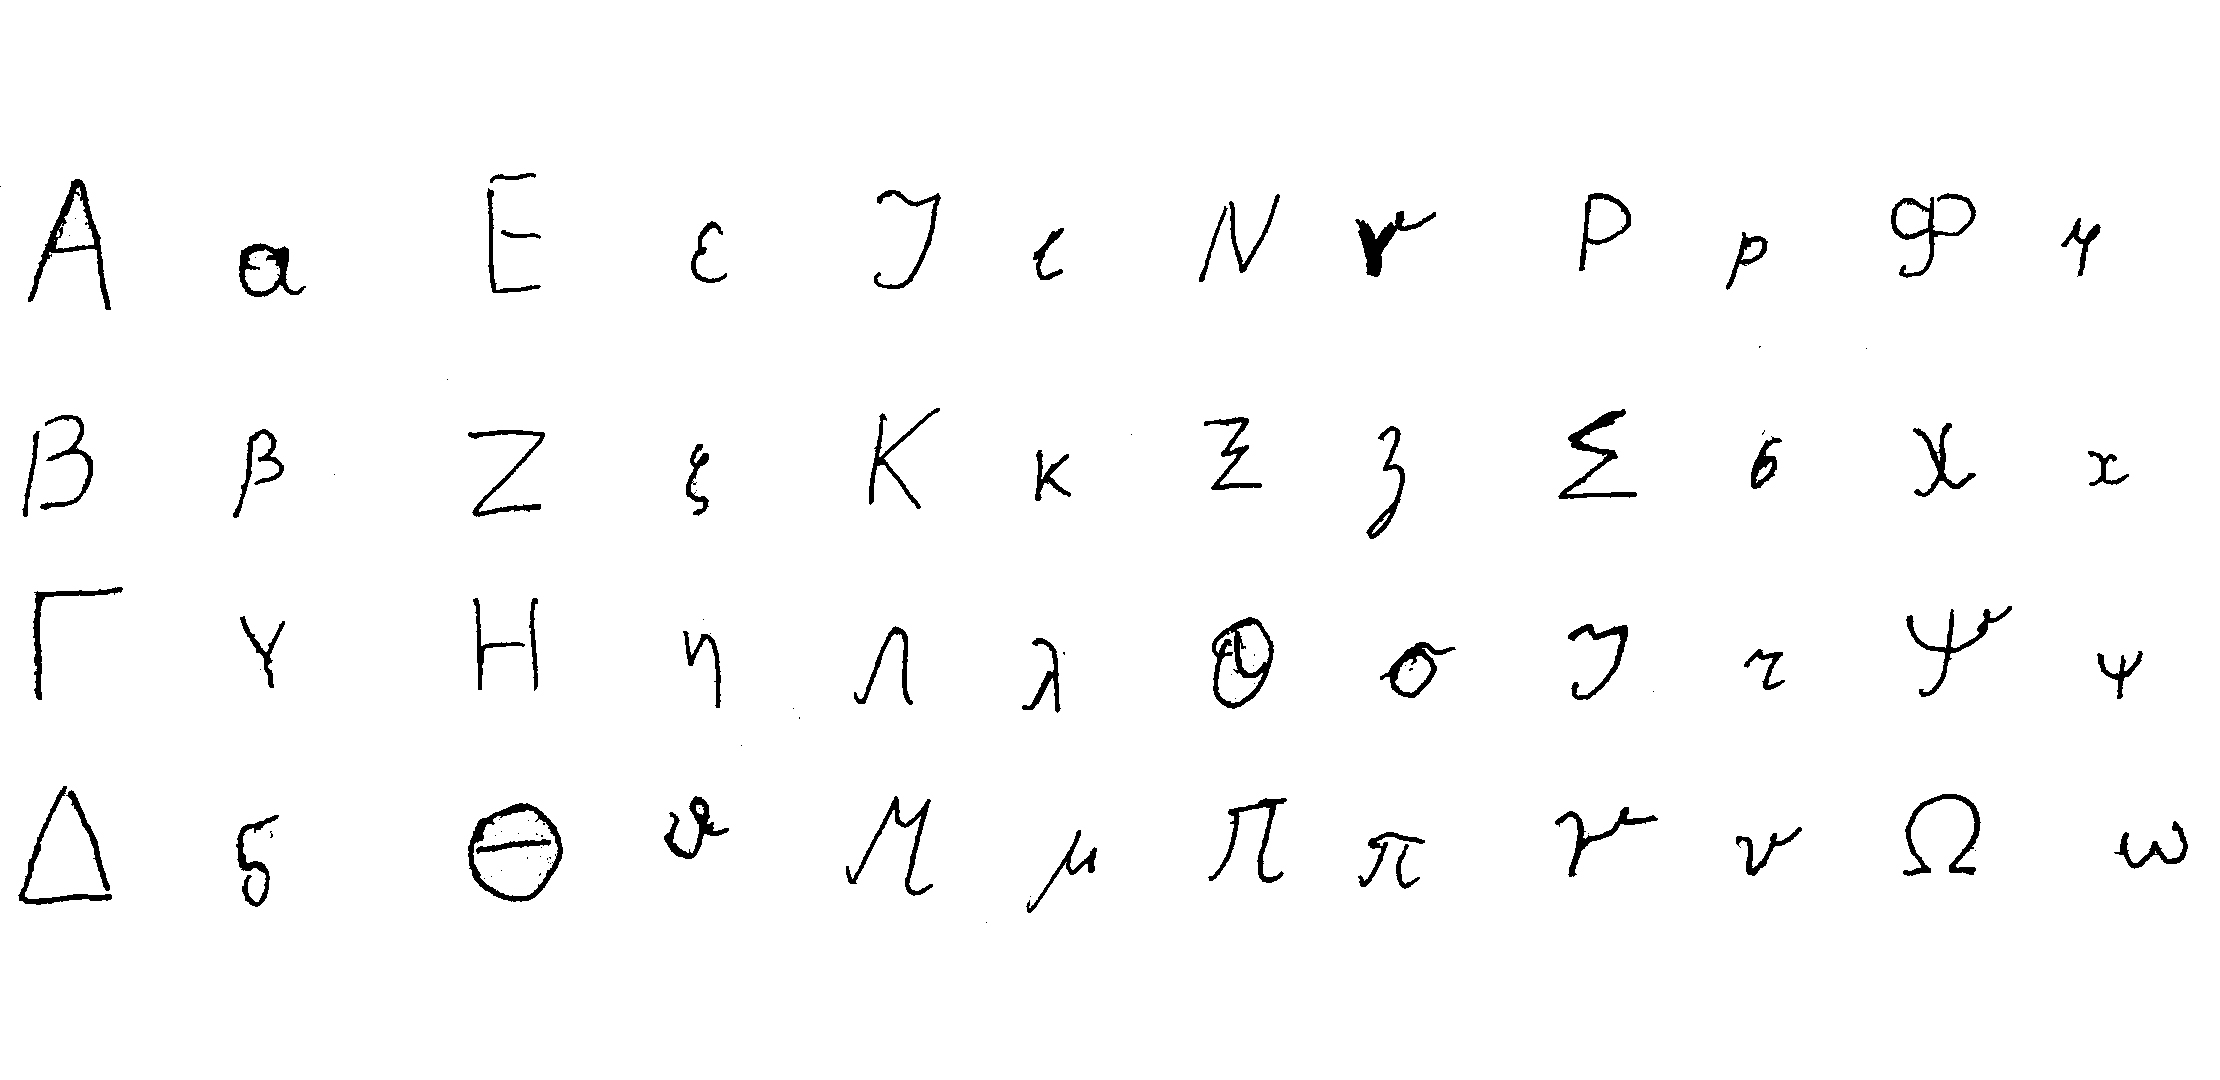 Α α Ε ε Ι ι Ν ν Ρ ρ Φ φ
Β β Ζ ζ Κ κ Ξ ξ Σ σ Χ χ
Γ γ Η η Λ λ Ο ο Τ τ Ψ ψ
Δ δ Θ ϑ Μ μ Π π Υ υ Ω ω